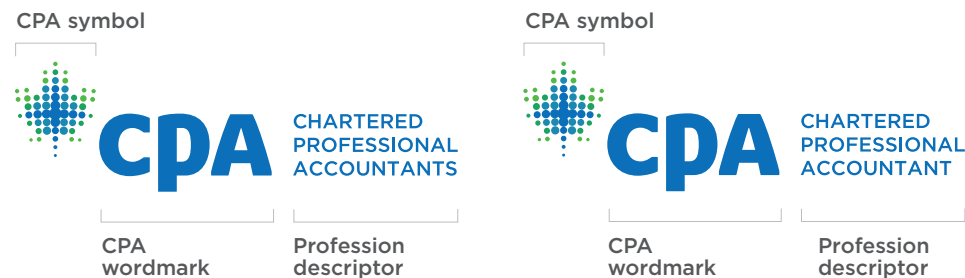 CPA symbol
CPA
CHARTERED
PROFESSIONAL
ACCOUNTANTS
CPA
wordmark
Profession
descriptor
CPA symbol
CPA
CHARTERED
PROFESSIONAL
ACCOUNTANT
CPA
wordmark
Profession
descriptor